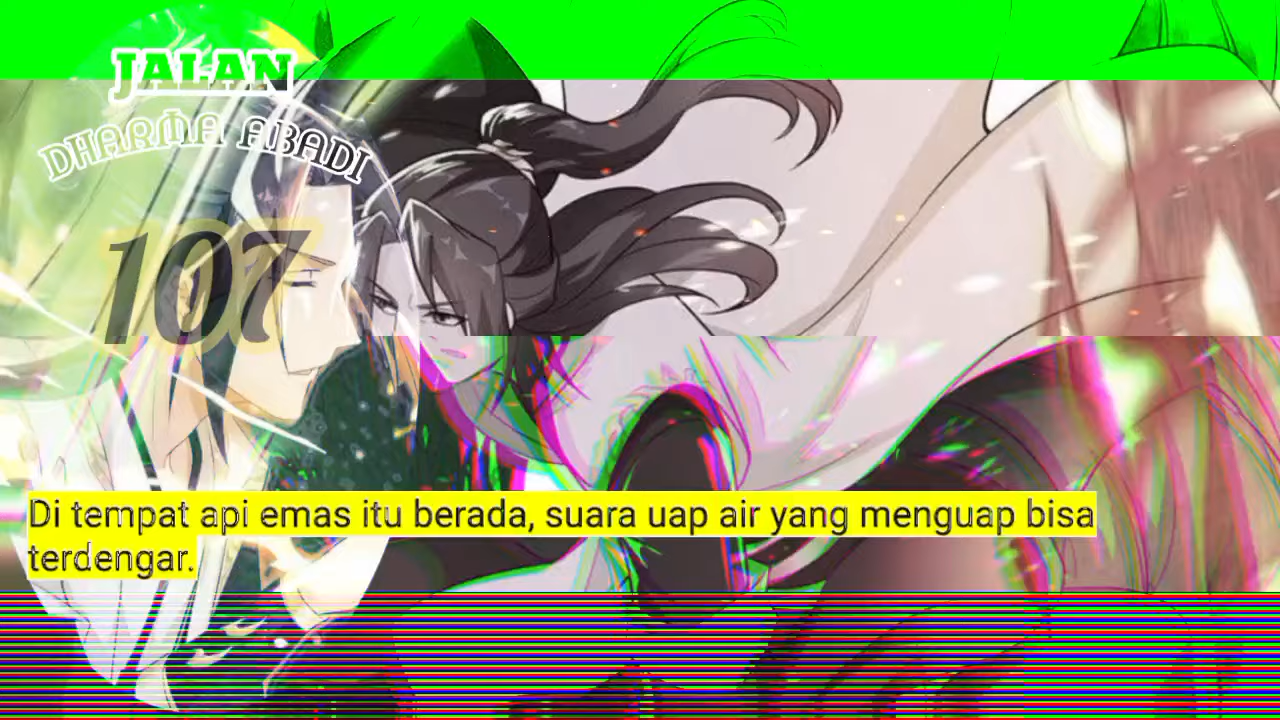 JALAN
DHARMA ABADI
107
Di tempat api emas itu berada, suara uap air yang menguap bisa
terdengar.